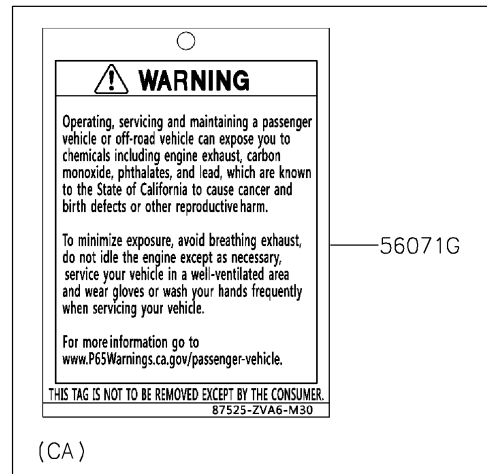 WARNING
Operating, servicing and maintaining a passenger
vehicle or off-road vehicle can expose you to
chemicals including engine exhaust, carbon
monoxide, phthalates, and lead, which are known
to the State of California to cause cancer and
birth defects or other reproductive harm.
To minimize exposure, avoid breathing exhaust,
do not idle the engine except as necessary,
service your vehicle in a well-ventilated area
and wear gloves or wash your hands frequently
when servicing your vehicle.
For more information go to
www.P65Warnings.ca.gov/passenger-vehicle.
THIS TAG IS NOT TO BE REMOVED EXCEPT BY THE CONSUMER.
87525-ZVA6-M30
56071G
(CA)